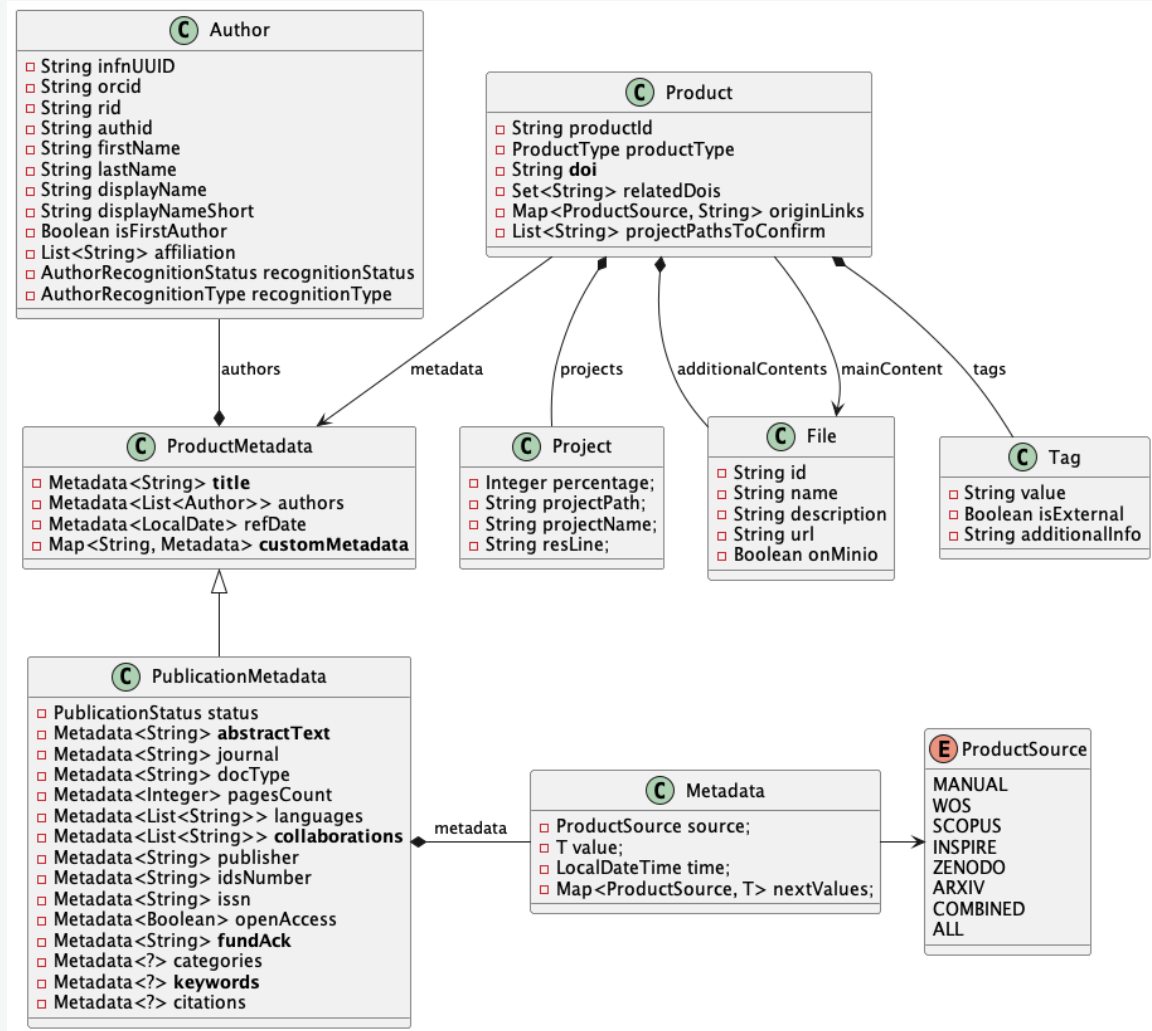 C Author
String infnUUID
String orcid
String rid
String authid
String firstName
String lastName
String displayName
String displayNameShort
Boolean isFirstAuthor
List<String> affiliation
AuthorRecognitionStatus recognitionStatus
AuthorRecognitionType recognitionType
C Product
String productId
ProductType productType
String doi
Set<String> relatedDois
Map<ProductSource, String> originLinks
List<String> projectPathsToConfirm
authors
metadata
projects
additionalContents
mainContent
tags
C ProductMetadata
Metadata<String> title
Metadata<List<Author>> authors
Metadata<LocalDate> refDate
Map<String, Metadata> customMetadata
C Project
Integer percentage;
String projectPath;
String projectName;
String resLine;
C File
String id
String name
String description
String url
Boolean onMinio
C Tag
String value
Boolean isExternal
String additionalInfo
C PublicationMetadata
PublicationStatus status
Metadata<String> abstractText
Metadata<String> journal
Metadata<String> docType
Metadata<Integer> pagesCount
Metadata<List<String>> languages
Metadata<List<String>> collaborations
Metadata<String> publisher
Metadata<String> idsNumber
Metadata<String> issn
Metadata<Boolean> openAccess
Metadata<String> fundAck
Metadata<?> categories
Metadata<?> keywords
Metadata<?> citations
metadata
C Metadata
ProductSource source;
T value;
LocalDateTime time;
Map<ProductSource, T> nextValues;
E ProductSource
MANUAL
WOS
SCOPUS
INSPIRE
ZENODO
ARXIV
COMBINED
ALL